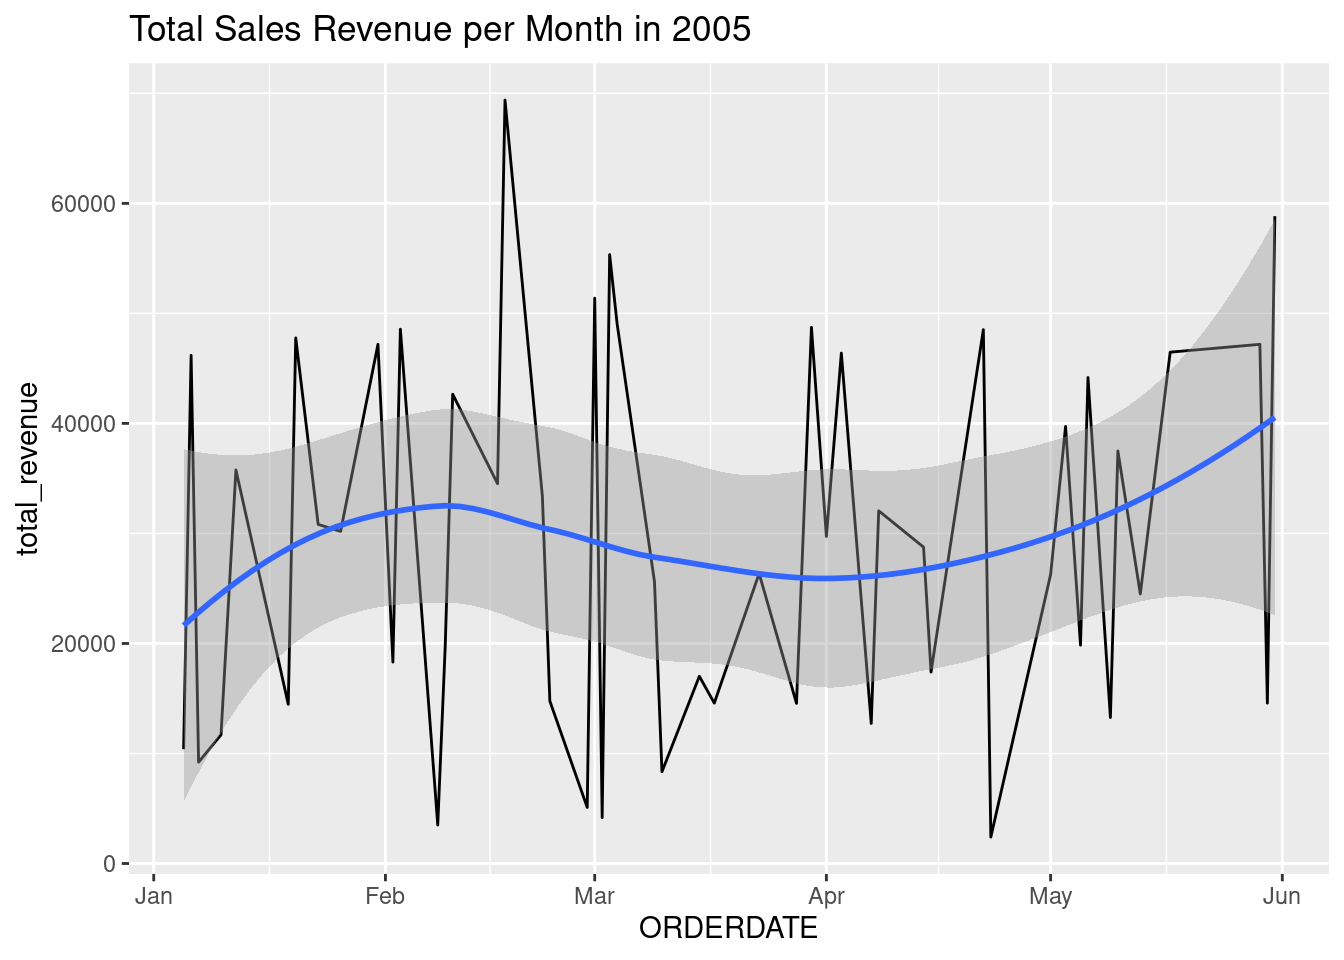 Total Sales Revenue per Month in 2005
total_revenue
60000
40000
20000
0
Jan Feb Mar Apr May Jun
ORDERDATE